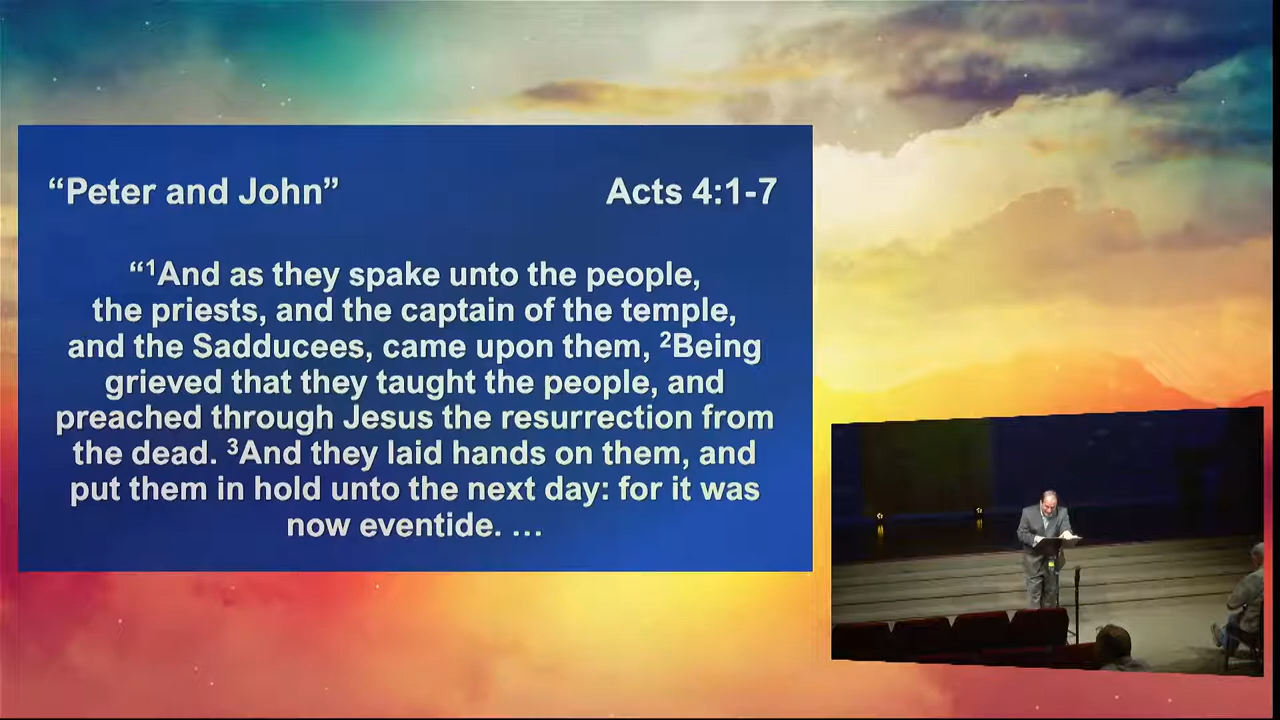 “Peter and John” Acts 4:1-7
“¹And as they spake unto the people,
the priests, and the captain of the temple,
and the Sadducees, came upon them, ²Being
grieved that they taught the people, and
preached through Jesus the resurrection from
the dead. ³And they laid hands on them, and
put them in hold unto the next day: for it was
now eventide. …